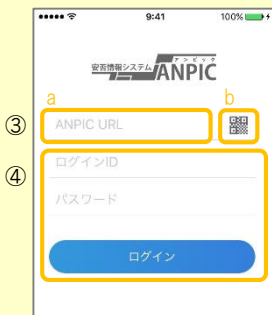 9:41 100%
アンピック
安否情報システム ANPIC
a b
③ ANPIC URL
④ ログインID
パスワード
ログイン